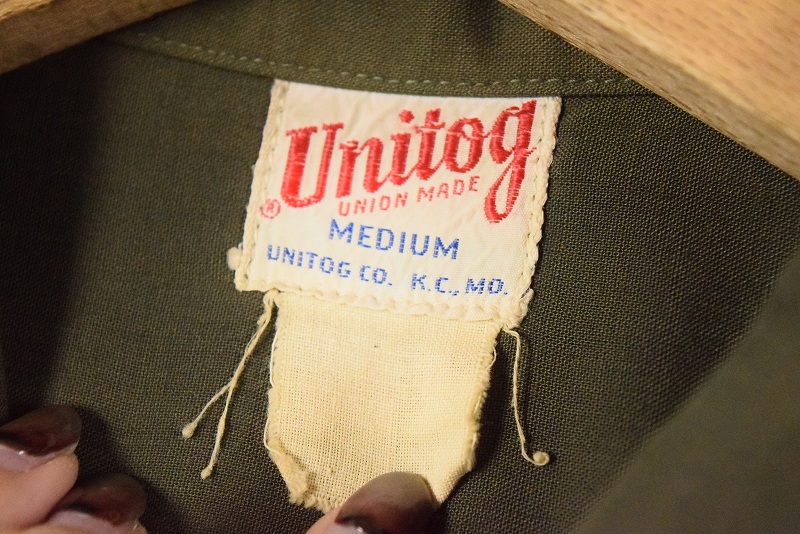 Unitog
® UNION MADE
MEDIUM
UNITOG CO. K.C., MO.